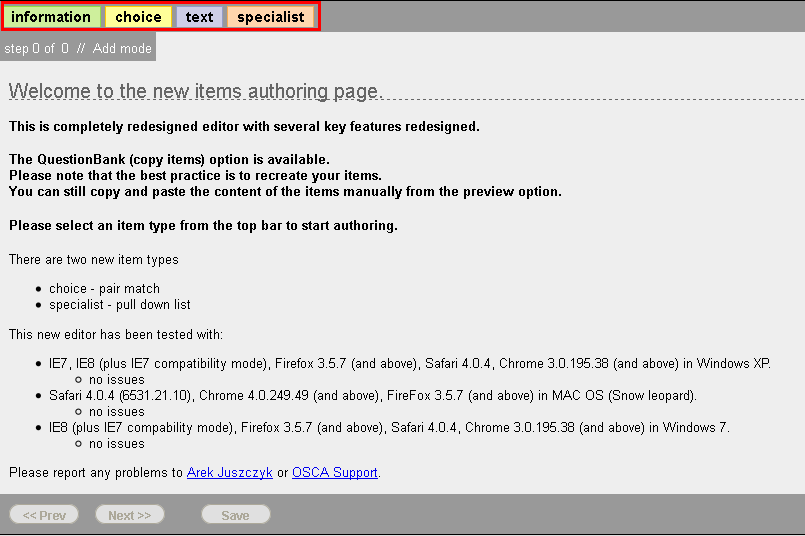 information choice text specialist
step 0 of 0 // Add mode
Welcome to the new items authoring page.
This is completely redesigned editor with several key features redesigned.
The QuestionBank (copy items) option is available.
Please note that the best practice is to recreate your items.
You can still copy and paste the content of the items manually from the preview option.
Please select an item type from the top bar to start authoring.
There are two new item types
choice - pair match
specialist - pull down list
This new editor has been tested with:
IE7, IE8 (plus IE7 compatibility mode), Firefox 3.5.7 (and above), Safari 4.0.4, Chrome 3.0.195.38 (and above) in Windows XP.
no issues
Safari 4.0.4 (6531.21.10), Chrome 4.0.249.49 (and above), FireFox 3.5.7 (and above) in MAC OS (Snow leopard).
no issues
IE8 (plus IE7 compability mode), Firefox 3.5.7 (and above), Safari 4.0.4, Chrome 3.0.195.38 (and above) in Windows 7.
no issues
Please report any problems to Arek Juszczyk or OSCA Support.
<< Prev Next >> Save